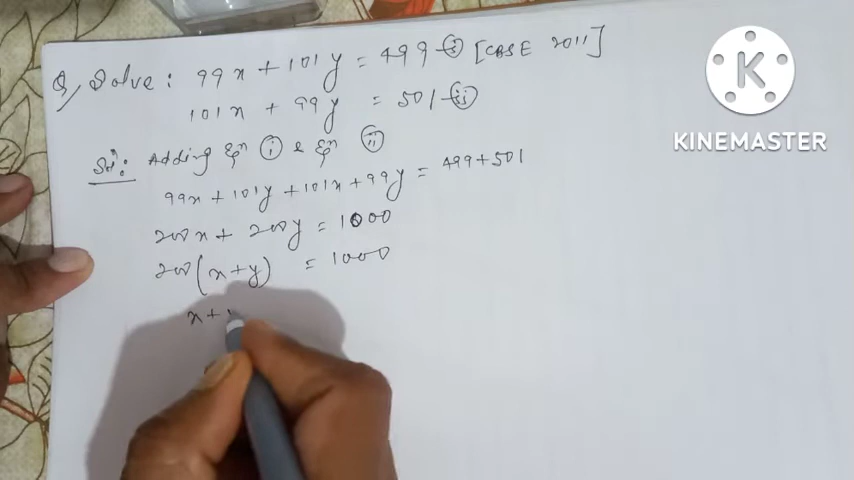 Q, Solve: 99x + 101y = 499 - (i) [CBSE 2011]
101x + 99y = 501 - (ii)
Solⁿ: Adding Eqⁿ (i) & Eqⁿ (ii)
99x + 101y + 101x + 99y = 499 + 501
200x + 200y = 1000
200(x+y) = 1000
x +
K
KINEMASTER